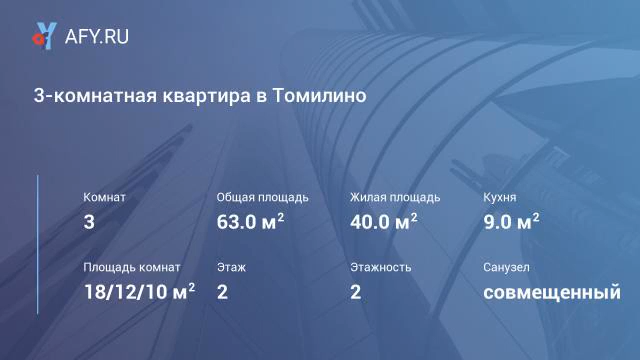 AFY.RU
3-комнатная квартира в Томилино
Комнат
Общая площадь
Жилая площадь
Кухня
3
63.0 м²
40.0 м²
9.0 м²
Площадь комнат
Этаж
Этажность
Санузел
18/12/10 м²
2
2
совмещенный